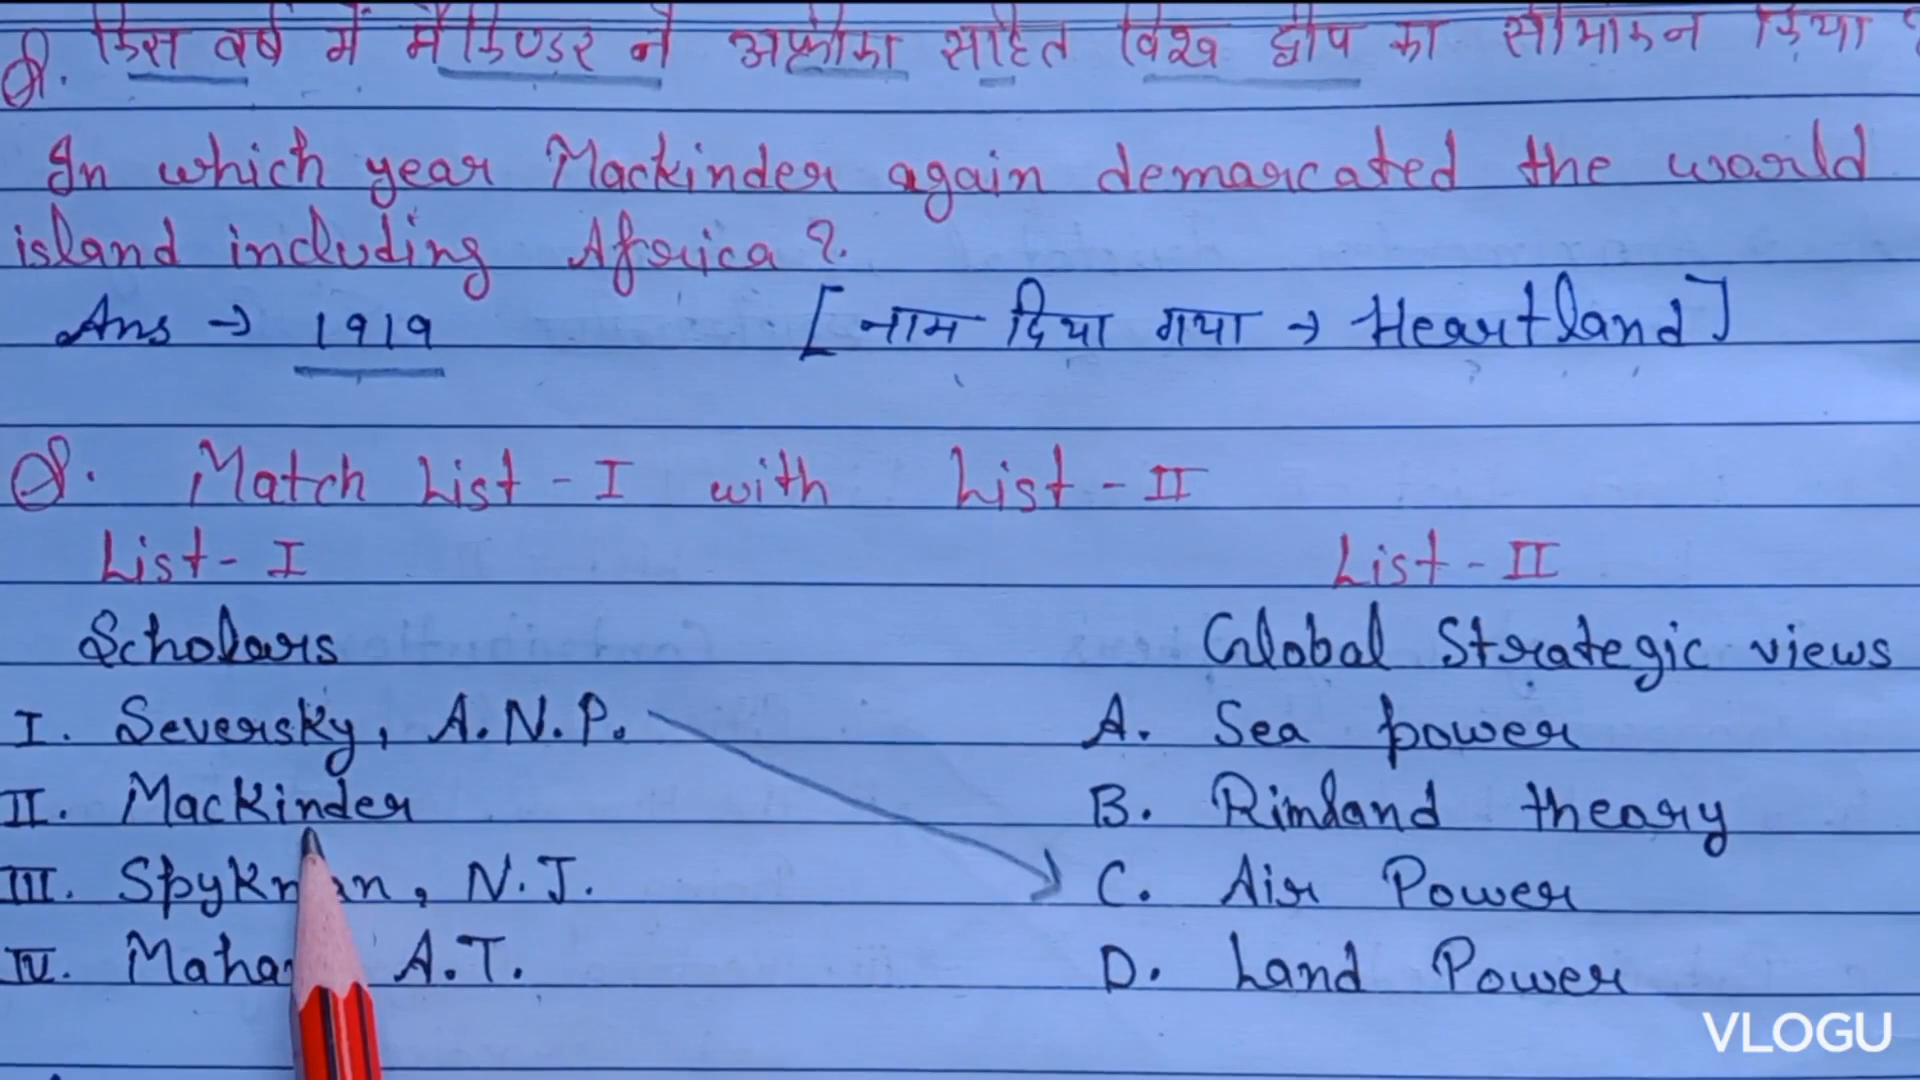 Q. किस वर्ष में मैकिण्डर ने अफ्रीका सहित विश्व द्वीप का सीमांकन किया ?
In which year Mackinder again demarcated the world
island including Africa ?
Ans → 1919 [नाम दिया गया → Heartland]
Q. Match List - I with List - II
List - I List - II
Scholars Global Strategic views
I. Seversky, A.N.P. A. Sea power
II. Mackinder B. Rimland theory
III. Spykman, N.J. C. Air Power
IV. Mahan A.T. D. Land Power
VLOGU